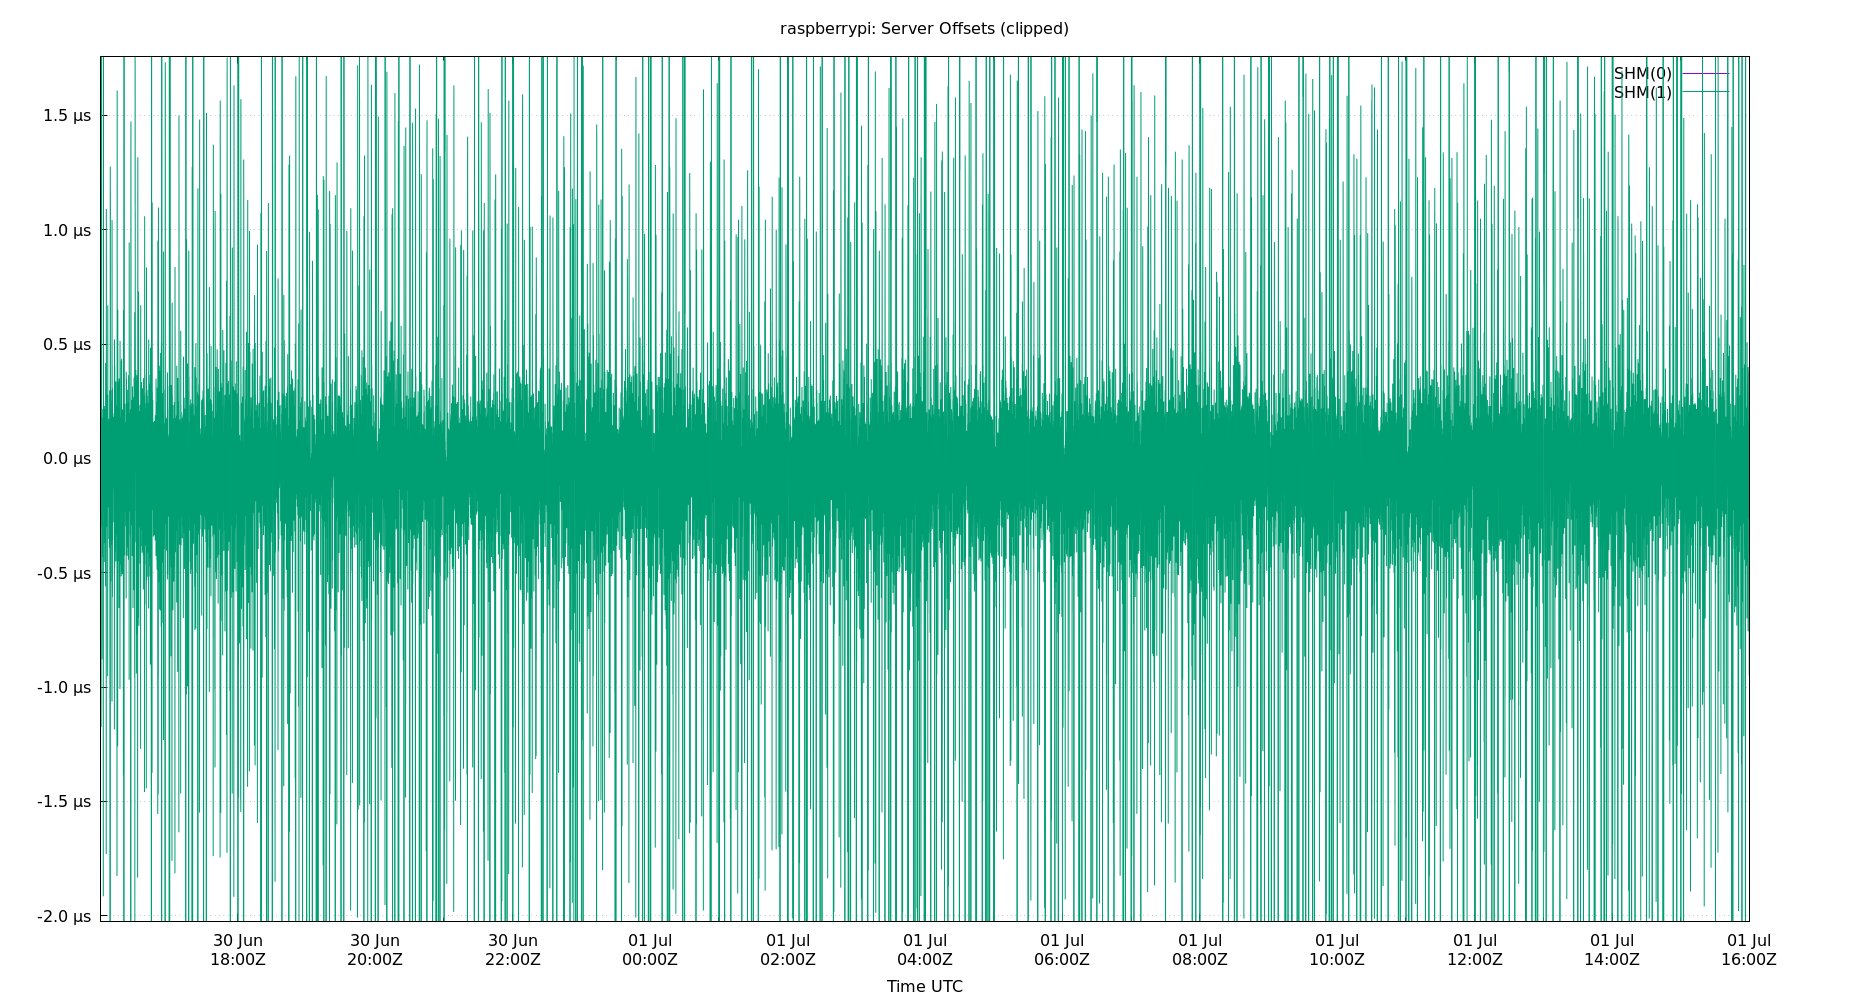 raspberrypi: Server Offsets (clipped)
SHM(0)
SHM(1)
1.5 µs
1.0 µs
0.5 µs
0.0 µs
-0.5 µs
-1.0 µs
-1.5 µs
-2.0 µs
30 Jun 30 Jun 30 Jun 01 Jul 01 Jul 01 Jul 01 Jul 01 Jul 01 Jul 01 Jul 01 Jul 01 Jul
18:00Z 20:00Z 22:00Z 00:00Z 02:00Z 04:00Z 06:00Z 08:00Z 10:00Z 12:00Z 14:00Z 16:00Z
Time UTC